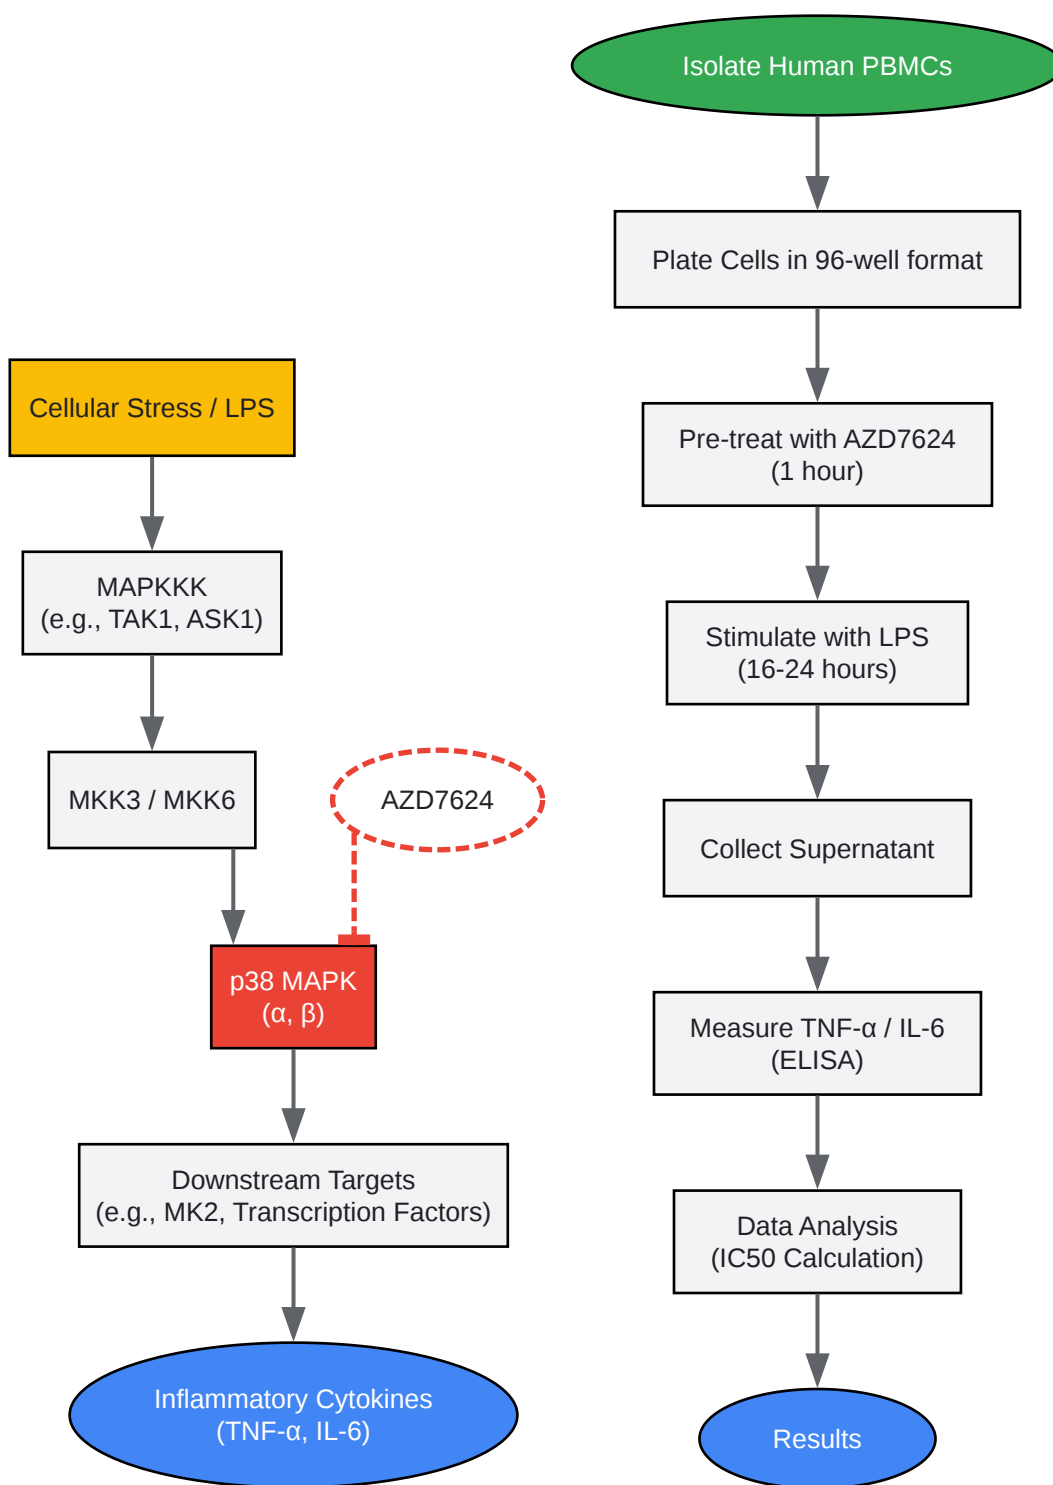 Cellular Stress / LPS
MAPKKK
(e.g., TAK1, ASK1)
MKK3 / MKK6
AZD7624
p38 MAPK
(α, β)
Downstream Targets
(e.g., MK2, Transcription Factors)
Inflammatory Cytokines
(TNF-α, IL-6)
Isolate Human PBMCs
Plate Cells in 96-well format
Pre-treat with AZD7624
(1 hour)
Stimulate with LPS
(16-24 hours)
Collect Supernatant
Measure TNF-α / IL-6
(ELISA)
Data Analysis
(IC50 Calculation)
Results